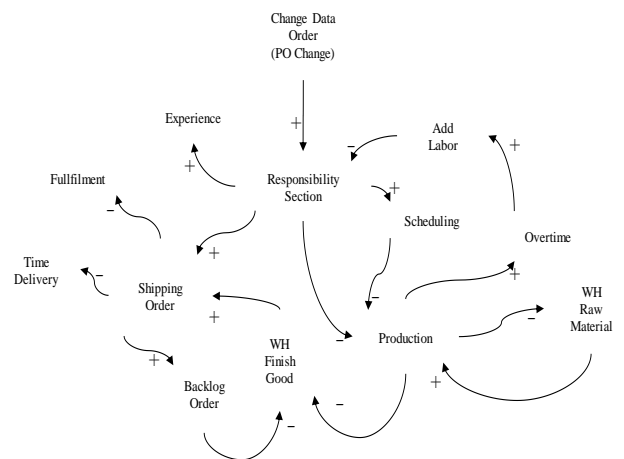 Change Data
Order
(PO Change)
+
Experience
+
Add
Labor
–
+
Fullfilment
–
Responsibility
Section
+
Scheduling
Overtime
+
+
Time
Delivery
–
Shipping
Order
+
–
WH
Raw
Material
–
+
WH
Finish
Good
–
Production
+
Backlog
Order
–
–
+